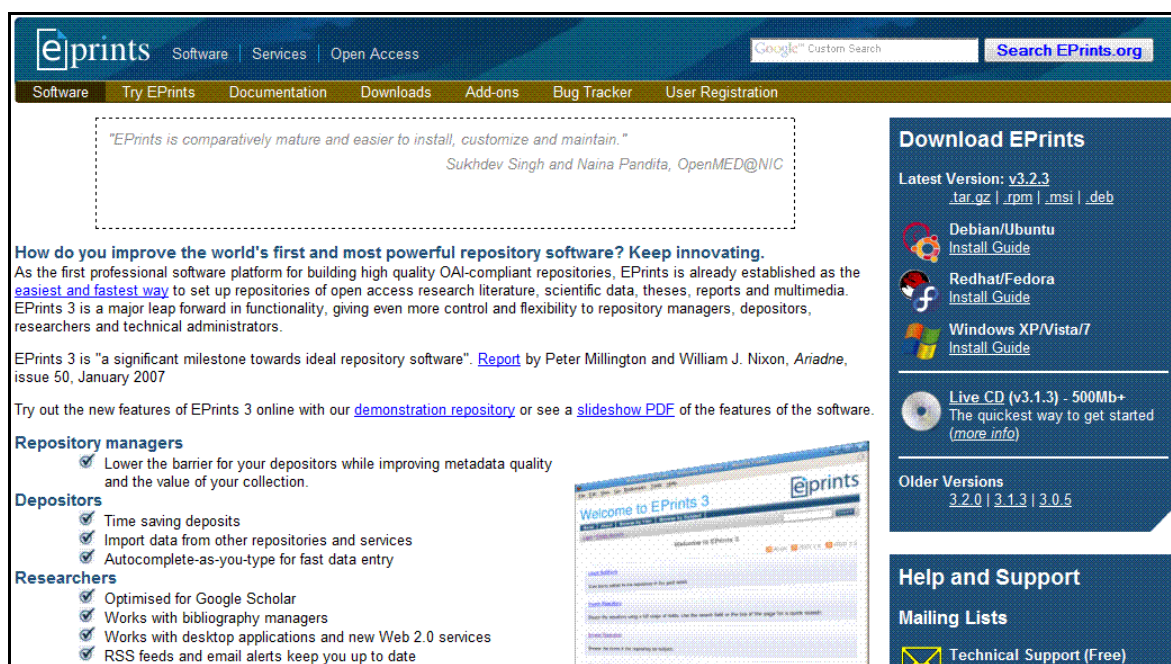 eprints Software | Services | Open Access
Google™ Custom Search Search EPrints.org
Software Try EPrints Documentation Downloads Add-ons Bug Tracker User Registration
"EPrints is comparatively mature and easier to install, customize and maintain."
Sukhdev Singh and Naina Pandita, OpenMED@NIC
How do you improve the world's first and most powerful repository software? Keep innovating.
As the first professional software platform for building high quality OAI-compliant repositories, EPrints is already established as the
easiest and fastest way to set up repositories of open access research literature, scientific data, theses, reports and multimedia.
EPrints 3 is a major leap forward in functionality, giving even more control and flexibility to repository managers, depositors,
researchers and technical administrators.
EPrints 3 is "a significant milestone towards ideal repository software". Report by Peter Millington and William J. Nixon, Ariadne,
issue 50, January 2007
Try out the new features of EPrints 3 online with our demonstration repository or see a slideshow PDF of the features of the software.
Repository managers
Lower the barrier for your depositors while improving metadata quality
and the value of your collection.
Depositors
Time saving deposits
Import data from other repositories and services
Autocomplete-as-you-type for fast data entry
Researchers
Optimised for Google Scholar
Works with bibliography managers
Works with desktop applications and new Web 2.0 services
RSS feeds and email alerts keep you up to date
eprints
Welcome to EPrints 3
Welcome to EPrints 3
Download EPrints
Latest Version: v3.2.3
.tar.gz | .rpm | .msi | .deb
Debian/Ubuntu
Install Guide
Redhat/Fedora
Install Guide
Windows XP/Vista/7
Install Guide
Live CD (v3.1.3) - 500Mb+
The quickest way to get started
(more info)
Older Versions
3.2.0 | 3.1.3 | 3.0.5
Help and Support
Mailing Lists
Technical Support (Free)